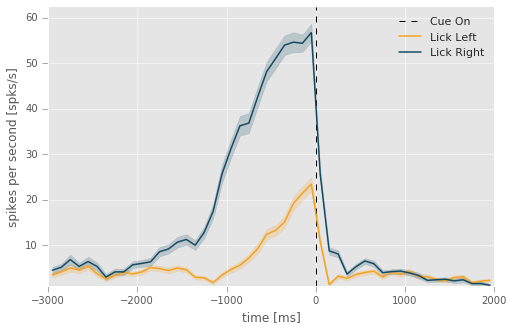 60
50
40
30
20
10
spikes per second [spks/s]
Cue On
Lick Left
Lick Right
−3000 −2000 −1000 0 1000 2000
time [ms]